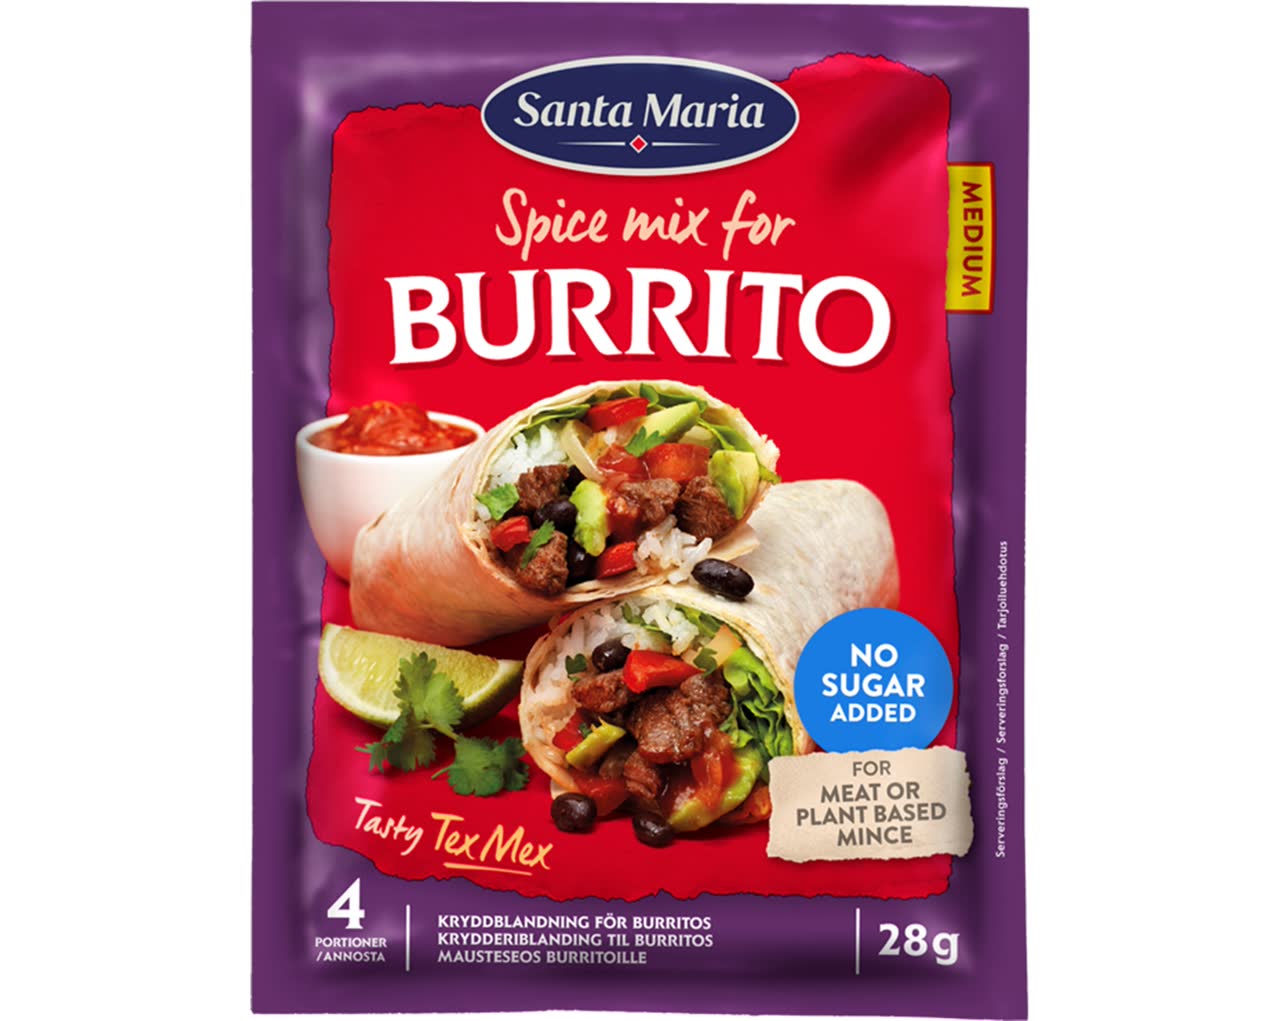 Santa Maria
Spice mix for
BURRITO
MEDIUM
NO
SUGAR
ADDED
FOR
MEAT OR
PLANT BASED
MINCE
Serveringsförslag / Serveringsforslag / Tarjoiluehdotus
Tasty Tex Mex
4
PORTIONER
/ANNOSTA
KRYDDBLANDNING FÖR BURRITOS
KRYDDERIBLANDING TIL BURRITOS
MAUSTESEOS BURRITOILLE
28g